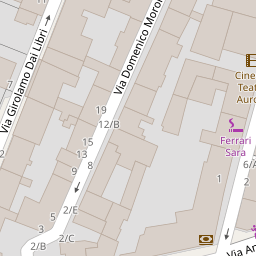 Via Girolamo Dai Libri
Via Domenico Moro
Cine
Teat
Auro
19
12/B
15
13
8
9
3
5
2/E
2/B
2/C
Ferrari
Sara
6/A
1
Via An